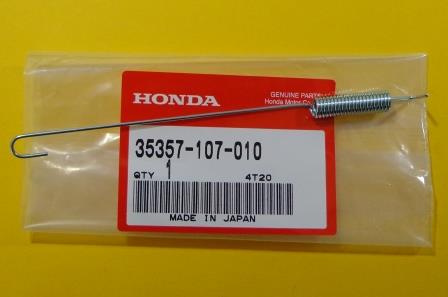 GENUINE PARTS
HONDA
Honda Motor Co
35357-107-010
QTY 1 4T20
MADE IN JAPAN